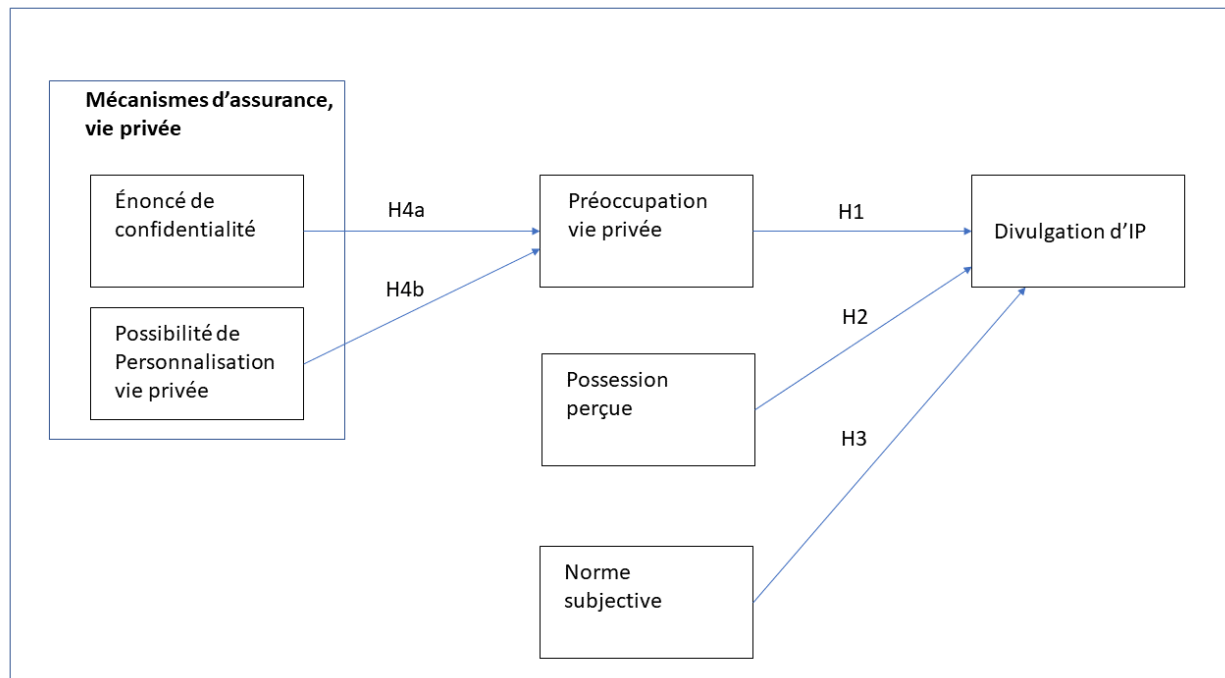 Mécanismes d’assurance,
vie privée
Énoncé de
confidentialité
H4a
Préoccupation
vie privée
H1
Divulgation d’IP
Possibilité de
Personnalisation
vie privée
H4b
H2
Possession
perçue
H3
Norme
subjective